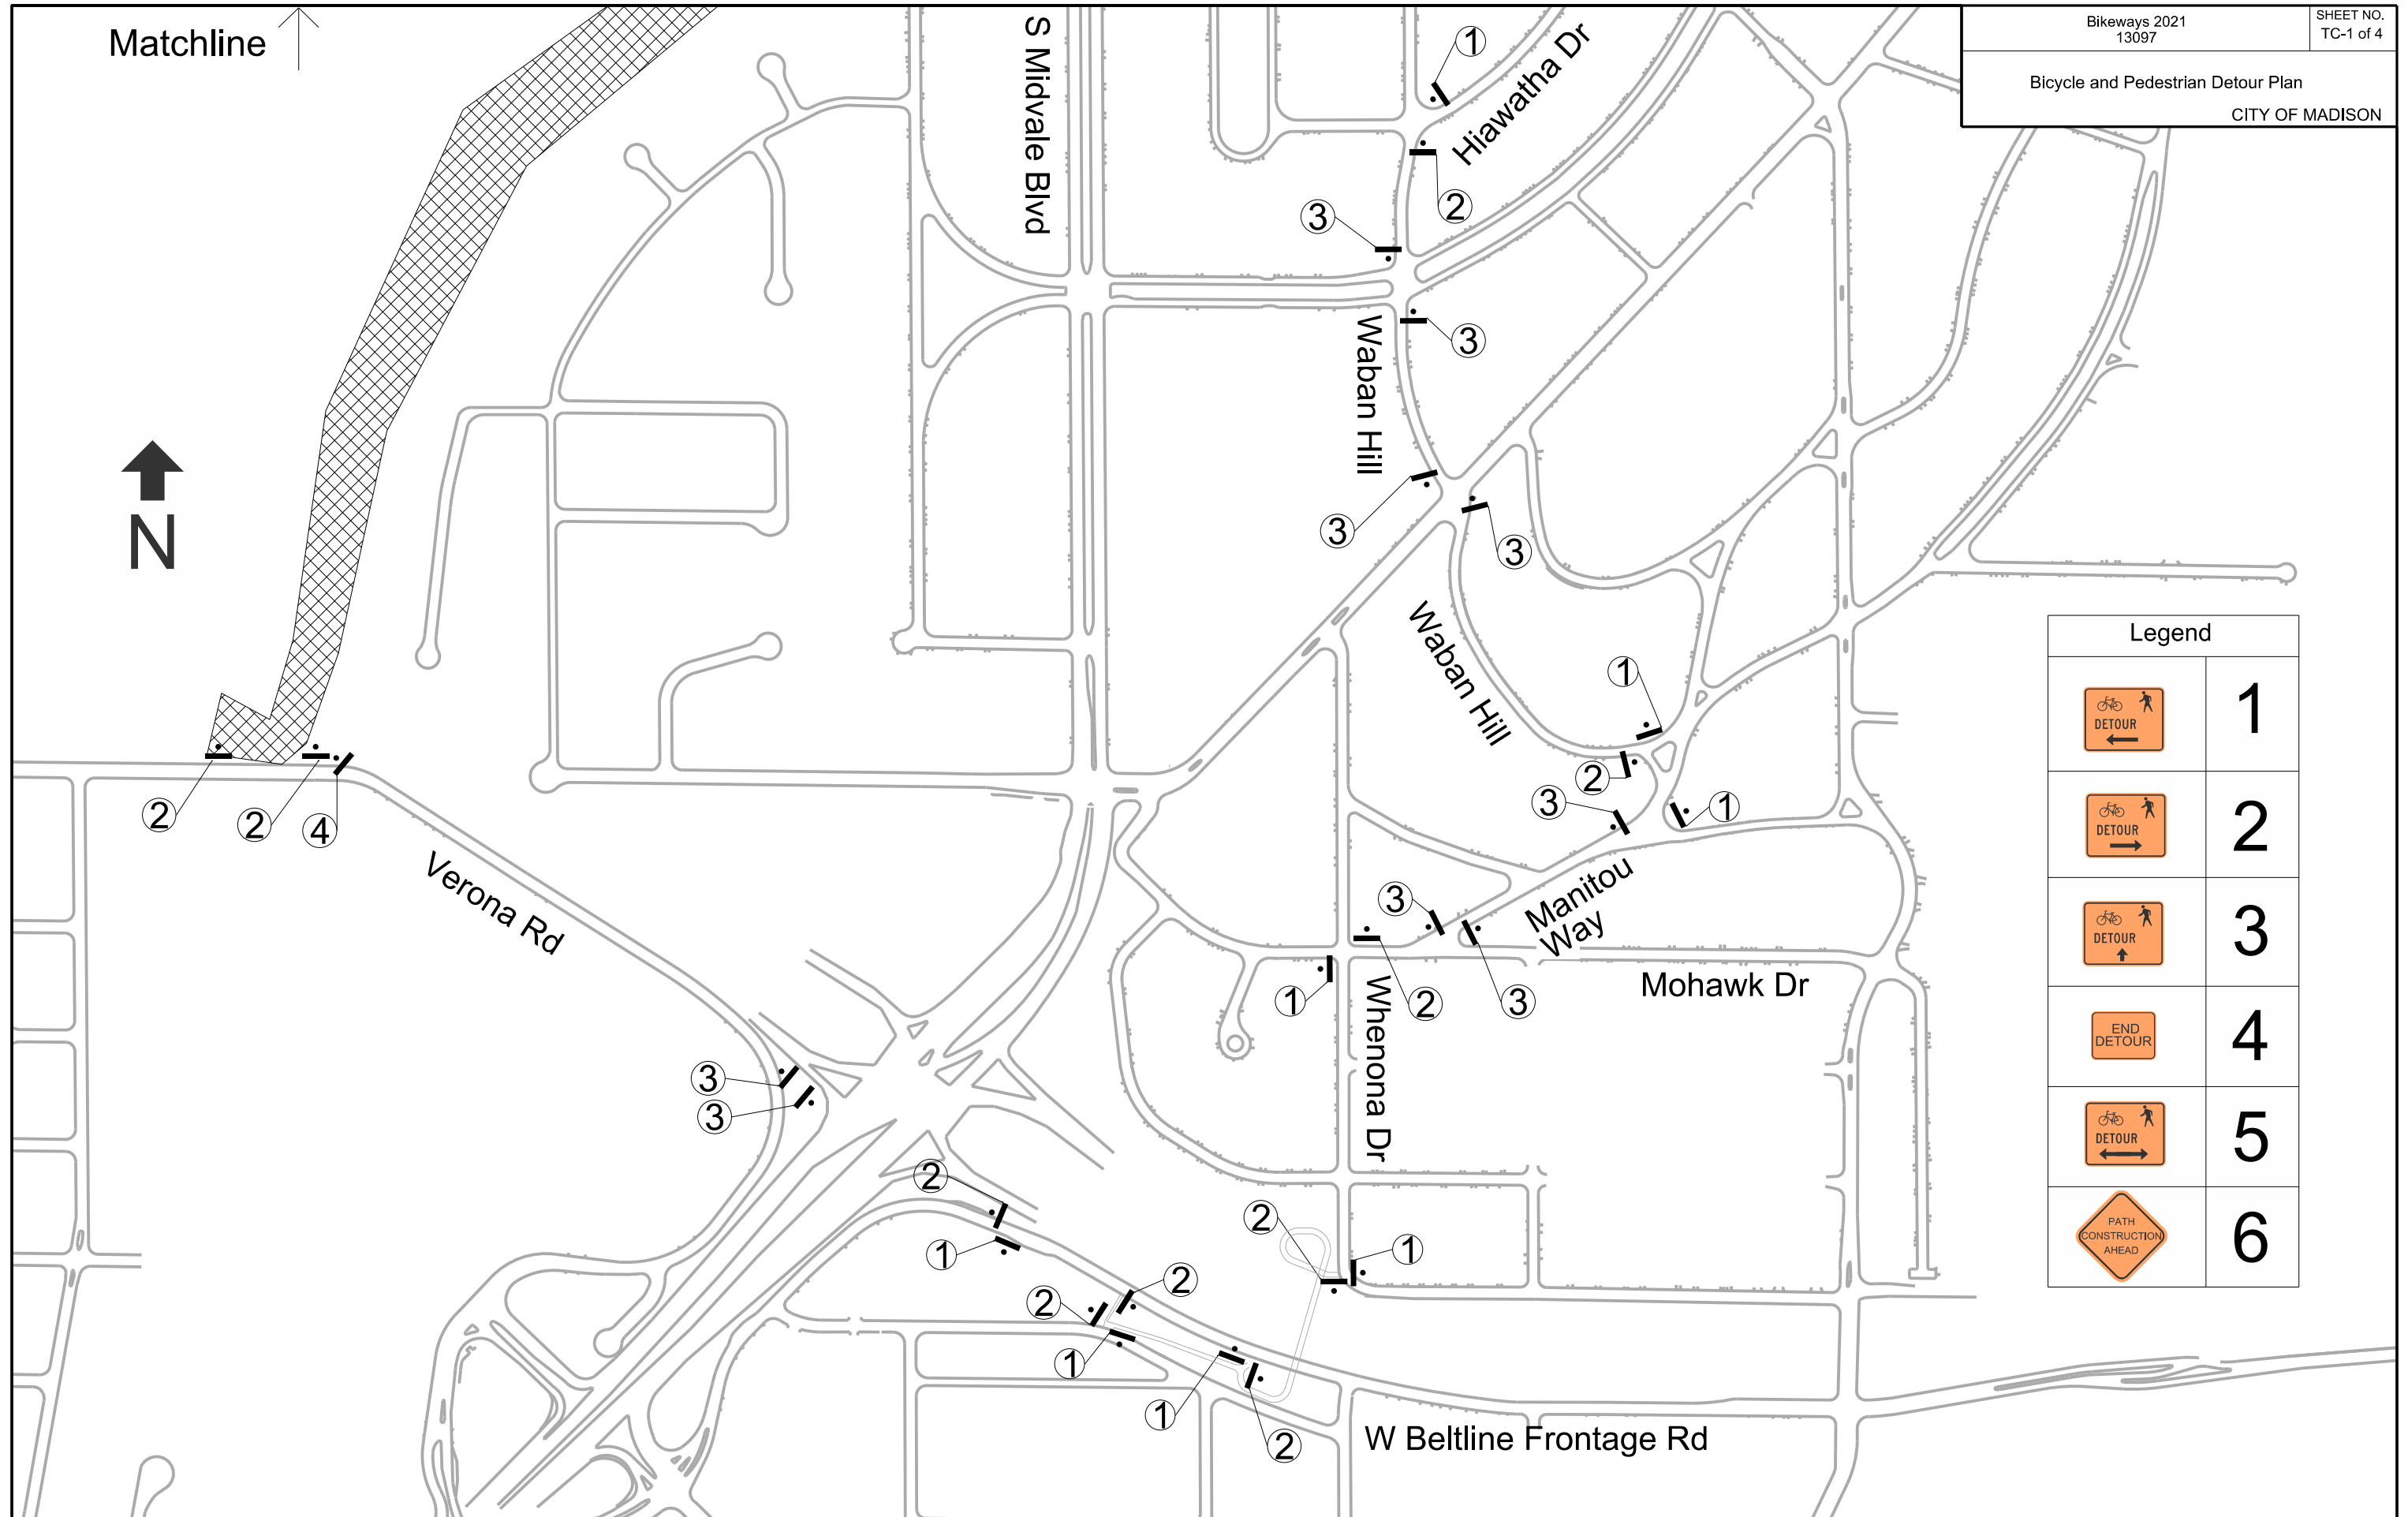 Matchline
Bikeways 2021
13097
SHEET NO.
TC-1 of 4
Bicycle and Pedestrian Detour Plan
CITY OF MADISON
S Midvale Blvd
Hiawatha Dr
1
2
3
3
Waban Hill
N
3
3
Waban Hill
1
2
3
1
2
2
4
Verona Rd
3
Manitou
Way
1
2
3
Mohawk Dr
Whenona Dr
3
3
2
1
2
1
2
2
1
1
2
W Beltline Frontage Rd
Legend
DETOUR
1
DETOUR
2
DETOUR
3
END
DETOUR
4
DETOUR
5
PATH
CONSTRUCTION
AHEAD
6